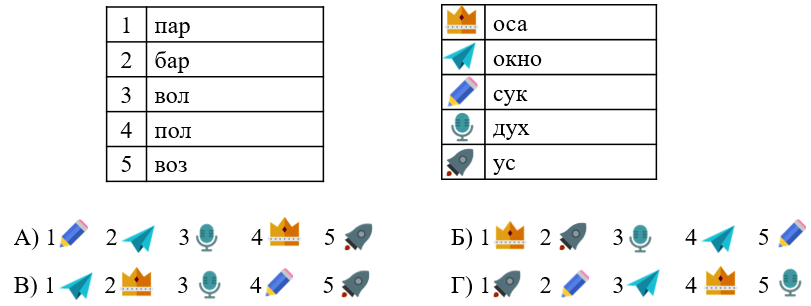 1 пар
2 бар
3 вол
4 пол
5 воз
оса
окно
сук
дух
ус
А) 1 2 3 4 5
Б) 1 2 3 4 5
В) 1 2 3 4 5
Г) 1 2 3 4 5